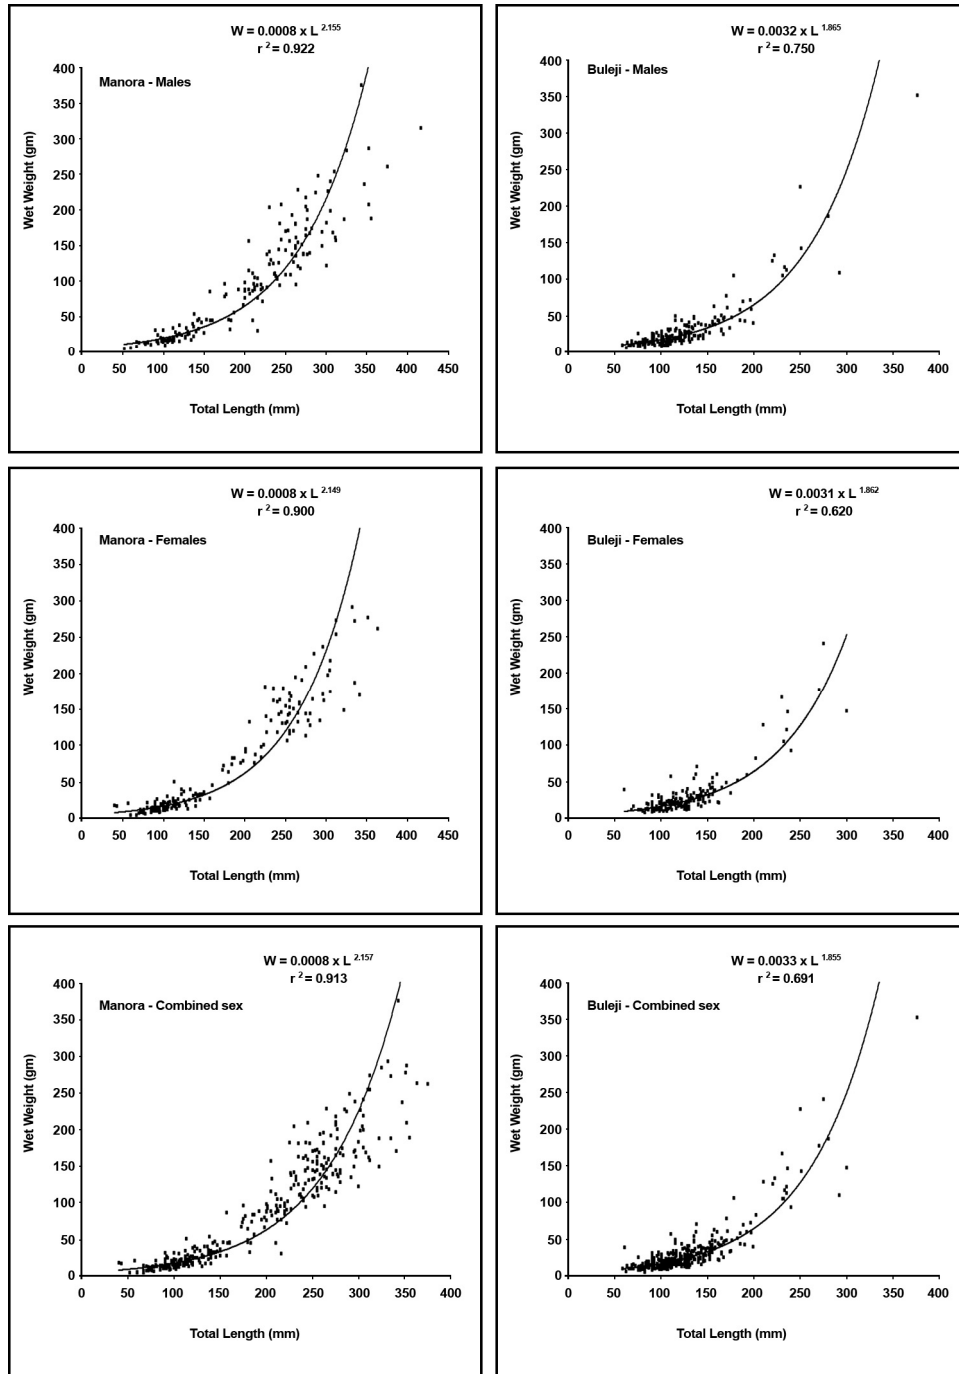 W = 0.0008 x L 2.155
r 2 = 0.922
Manora - Males
Wet Weight (gm)
400
350
300
250
200
150
100
50
0
0 50 100 150 200 250 300 350 400 450
Total Length (mm)
W = 0.0032 x L 1.865
r 2 = 0.750
Buleji - Males
Wet Weight (gm)
400
350
300
250
200
150
100
50
0
0 50 100 150 200 250 300 350 400
Total Length (mm)
W = 0.0008 x L 2.149
r 2 = 0.900
Manora - Females
Wet Weight (gm)
400
350
300
250
200
150
100
50
0
0 50 100 150 200 250 300 350 400 450
Total Length (mm)
W = 0.0031 x L 1.862
r 2 = 0.620
Buleji - Females
Wet Weight (gm)
400
350
300
250
200
150
100
50
0
0 50 100 150 200 250 300 350 400
Total Length (mm)
W = 0.0008 x L 2.157
r 2 = 0.913
Manora - Combined sex
Wet Weight (gm)
400
350
300
250
200
150
100
50
0
0 50 100 150 200 250 300 350 400
Total Length (mm)
W = 0.0033 x L 1.855
r 2 = 0.691
Buleji - Combined sex
Wet Weight (gm)
400
350
300
250
200
150
100
50
0
0 50 100 150 200 250 300 350 400
Total Length (mm)